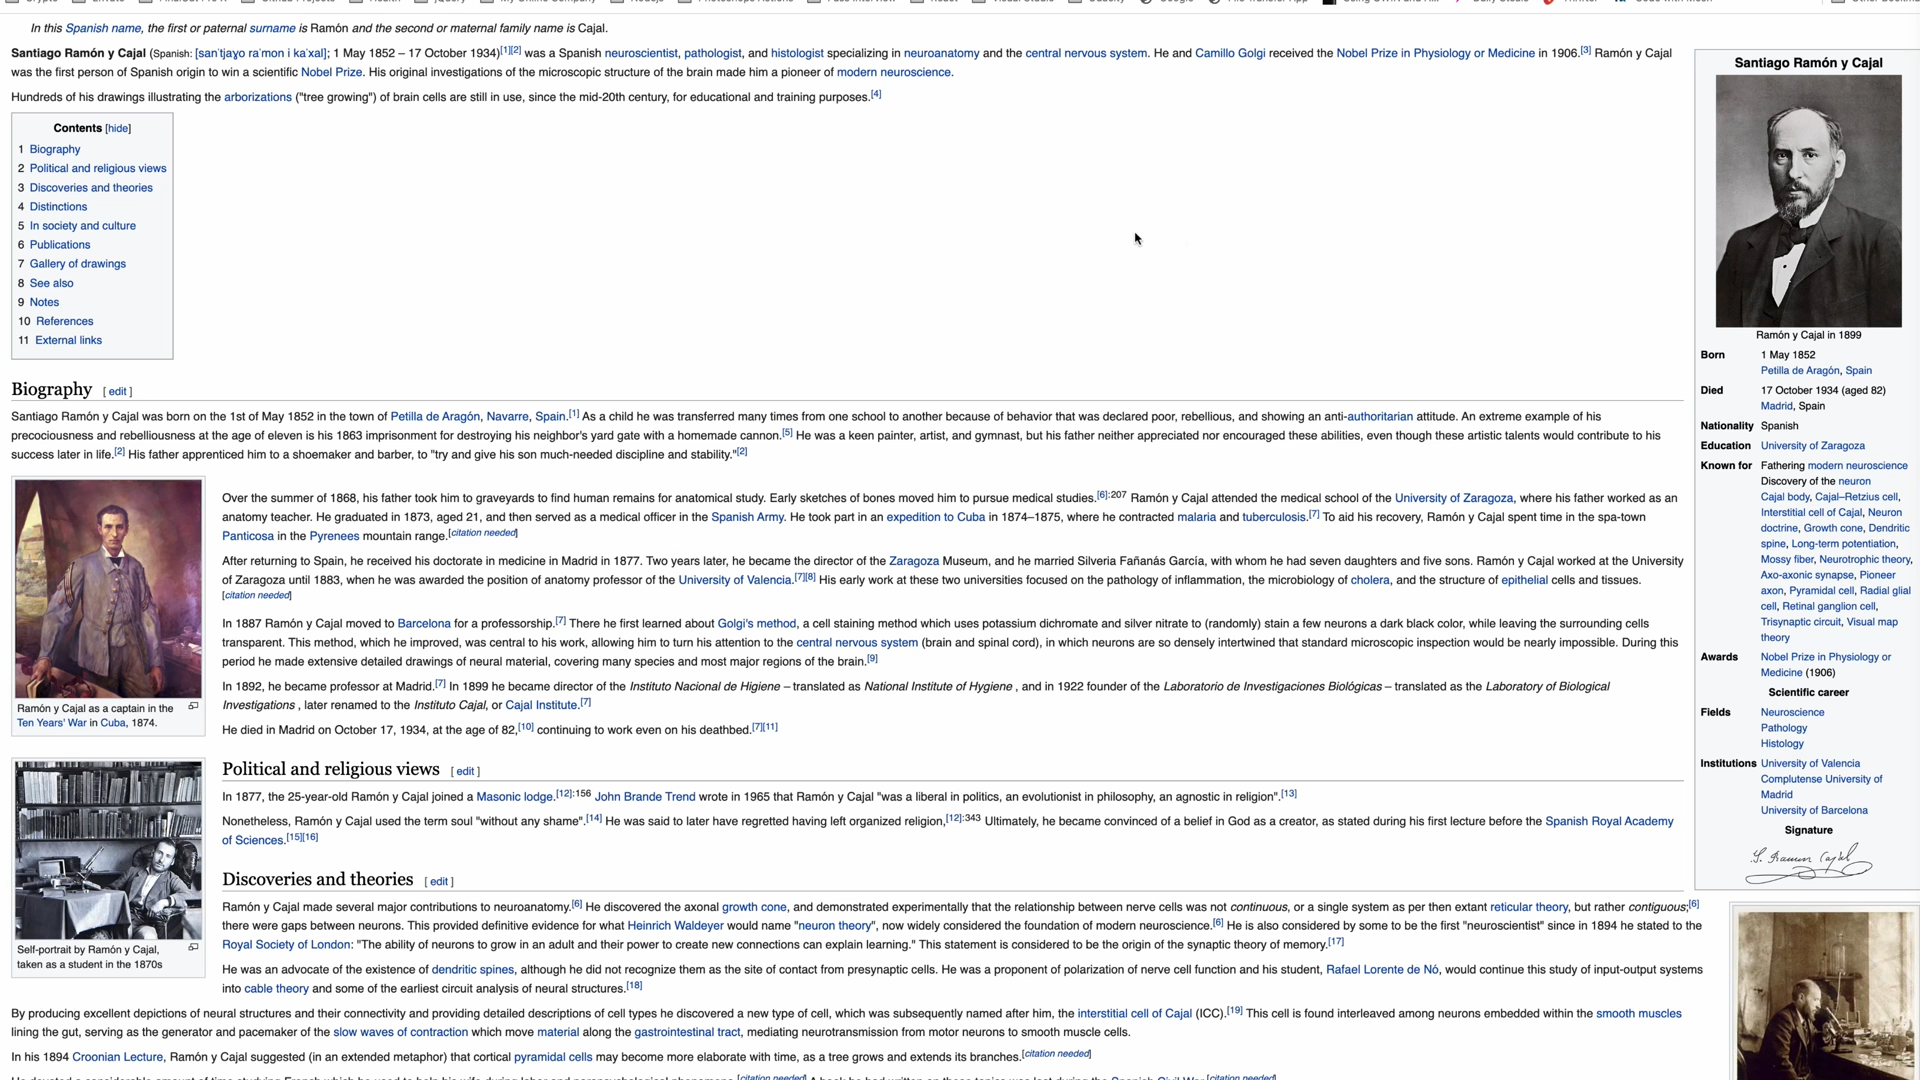 In this Spanish name, the first or paternal surname is Ramón and the second or maternal family name is Cajal.
Santiago Ramón y Cajal (Spanish: [sanˈtjaɣo raˈmon i kaˈxal]; 1 May 1852 – 17 October 1934)[1][2] was a Spanish neuroscientist, pathologist, and histologist specializing in neuroanatomy and the central nervous system. He and Camillo Golgi received the Nobel Prize in Physiology or Medicine in 1906.[3] Ramón y Cajal
was the first person of Spanish origin to win a scientific Nobel Prize. His original investigations of the microscopic structure of the brain made him a pioneer of modern neuroscience.
Hundreds of his drawings illustrating the arborizations ("tree growing") of brain cells are still in use, since the mid-20th century, for educational and training purposes.[4]
Contents [hide]
1 Biography
2 Political and religious views
3 Discoveries and theories
4 Distinctions
5 In society and culture
6 Publications
7 Gallery of drawings
8 See also
9 Notes
10 References
11 External links
Biography [ edit ]
Santiago Ramón y Cajal was born on the 1st of May 1852 in the town of Petilla de Aragón, Navarre, Spain.[1] As a child he was transferred many times from one school to another because of behavior that was declared poor, rebellious, and showing an anti-authoritarian attitude. An extreme example of his
precociousness and rebelliousness at the age of eleven is his 1863 imprisonment for destroying his neighbor's yard gate with a homemade cannon.[5] He was a keen painter, artist, and gymnast, but his father neither appreciated nor encouraged these abilities, even though these artistic talents would contribute to his
success later in life.[2] His father apprenticed him to a shoemaker and barber, to "try and give his son much-needed discipline and stability."[2]
Over the summer of 1868, his father took him to graveyards to find human remains for anatomical study. Early sketches of bones moved him to pursue medical studies.[6]:207 Ramón y Cajal attended the medical school of the University of Zaragoza, where his father worked as an
anatomy teacher. He graduated in 1873, aged 21, and then served as a medical officer in the Spanish Army. He took part in an expedition to Cuba in 1874–1875, where he contracted malaria and tuberculosis.[7] To aid his recovery, Ramón y Cajal spent time in the spa-town
Panticosa in the Pyrenees mountain range.[citation needed]
After returning to Spain, he received his doctorate in medicine in Madrid in 1877. Two years later, he became the director of the Zaragoza Museum, and he married Silveria Fañanás García, with whom he had seven daughters and five sons. Ramón y Cajal worked at the University
of Zaragoza until 1883, when he was awarded the position of anatomy professor of the University of Valencia.[7][8] His early work at these two universities focused on the pathology of inflammation, the microbiology of cholera, and the structure of epithelial cells and tissues.
[citation needed]
In 1887 Ramón y Cajal moved to Barcelona for a professorship.[7] There he first learned about Golgi's method, a cell staining method which uses potassium dichromate and silver nitrate to (randomly) stain a few neurons a dark black color, while leaving the surrounding cells
transparent. This method, which he improved, was central to his work, allowing him to turn his attention to the central nervous system (brain and spinal cord), in which neurons are so densely intertwined that standard microscopic inspection would be nearly impossible. During this
period he made extensive detailed drawings of neural material, covering many species and most major regions of the brain.[9]
In 1892, he became professor at Madrid.[7] In 1899 he became director of the Instituto Nacional de Higiene – translated as National Institute of Hygiene , and in 1922 founder of the Laboratorio de Investigaciones Biológicas – translated as the Laboratory of Biological
Investigations , later renamed to the Instituto Cajal, or Cajal Institute.[7]
He died in Madrid on October 17, 1934, at the age of 82,[10] continuing to work even on his deathbed.[7][11]
Ramón y Cajal as a captain in the
Ten Years' War in Cuba, 1874.
Political and religious views [ edit ]
In 1877, the 25-year-old Ramón y Cajal joined a Masonic lodge.[12]:156 John Brande Trend wrote in 1965 that Ramón y Cajal "was a liberal in politics, an evolutionist in philosophy, an agnostic in religion".[13]
Nonetheless, Ramón y Cajal used the term soul "without any shame".[14] He was said to later have regretted having left organized religion,[12]:343 Ultimately, he became convinced of a belief in God as a creator, as stated during his first lecture before the Spanish Royal Academy
of Sciences.[15][16]
Self-portrait by Ramón y Cajal,
taken as a student in the 1870s
Discoveries and theories [ edit ]
Ramón y Cajal made several major contributions to neuroanatomy.[6] He discovered the axonal growth cone, and demonstrated experimentally that the relationship between nerve cells was not continuous, or a single system as per then extant reticular theory, but rather contiguous;[6]
there were gaps between neurons. This provided definitive evidence for what Heinrich Waldeyer would name "neuron theory", now widely considered the foundation of modern neuroscience.[6] He is also considered by some to be the first "neuroscientist" since in 1894 he stated to the
Royal Society of London: "The ability of neurons to grow in an adult and their power to create new connections can explain learning." This statement is considered to be the origin of the synaptic theory of memory.[17]
He was an advocate of the existence of dendritic spines, although he did not recognize them as the site of contact from presynaptic cells. He was a proponent of polarization of nerve cell function and his student, Rafael Lorente de Nó, would continue this study of input-output systems
into cable theory and some of the earliest circuit analysis of neural structures.[18]
By producing excellent depictions of neural structures and their connectivity and providing detailed descriptions of cell types he discovered a new type of cell, which was subsequently named after him, the interstitial cell of Cajal (ICC).[19] This cell is found interleaved among neurons embedded within the smooth muscles
lining the gut, serving as the generator and pacemaker of the slow waves of contraction which move material along the gastrointestinal tract, mediating neurotransmission from motor neurons to smooth muscle cells.
In his 1894 Croonian Lecture, Ramón y Cajal suggested (in an extended metaphor) that cortical pyramidal cells may become more elaborate with time, as a tree grows and extends its branches.[citation needed]
Santiago Ramón y Cajal
Ramón y Cajal in 1899
Born 1 May 1852
Petilla de Aragón, Spain
Died 17 October 1934 (aged 82)
Madrid, Spain
Nationality Spanish
Education University of Zaragoza
Known for Fathering modern neuroscience
Discovery of the neuron
Cajal body, Cajal–Retzius cell,
Interstitial cell of Cajal, Neuron
doctrine, Growth cone, Dendritic
spine, Long-term potentiation,
Mossy fiber, Neurotrophic theory,
Axo-axonic synapse, Pioneer
axon, Pyramidal cell, Radial glial
cell, Retinal ganglion cell,
Trisynaptic circuit, Visual map
theory
Awards Nobel Prize in Physiology or
Medicine (1906)
Scientific career
Fields Neuroscience
Pathology
Histology
Institutions University of Valencia
Complutense University of
Madrid
University of Barcelona
Signature
S. Ramón Cajal